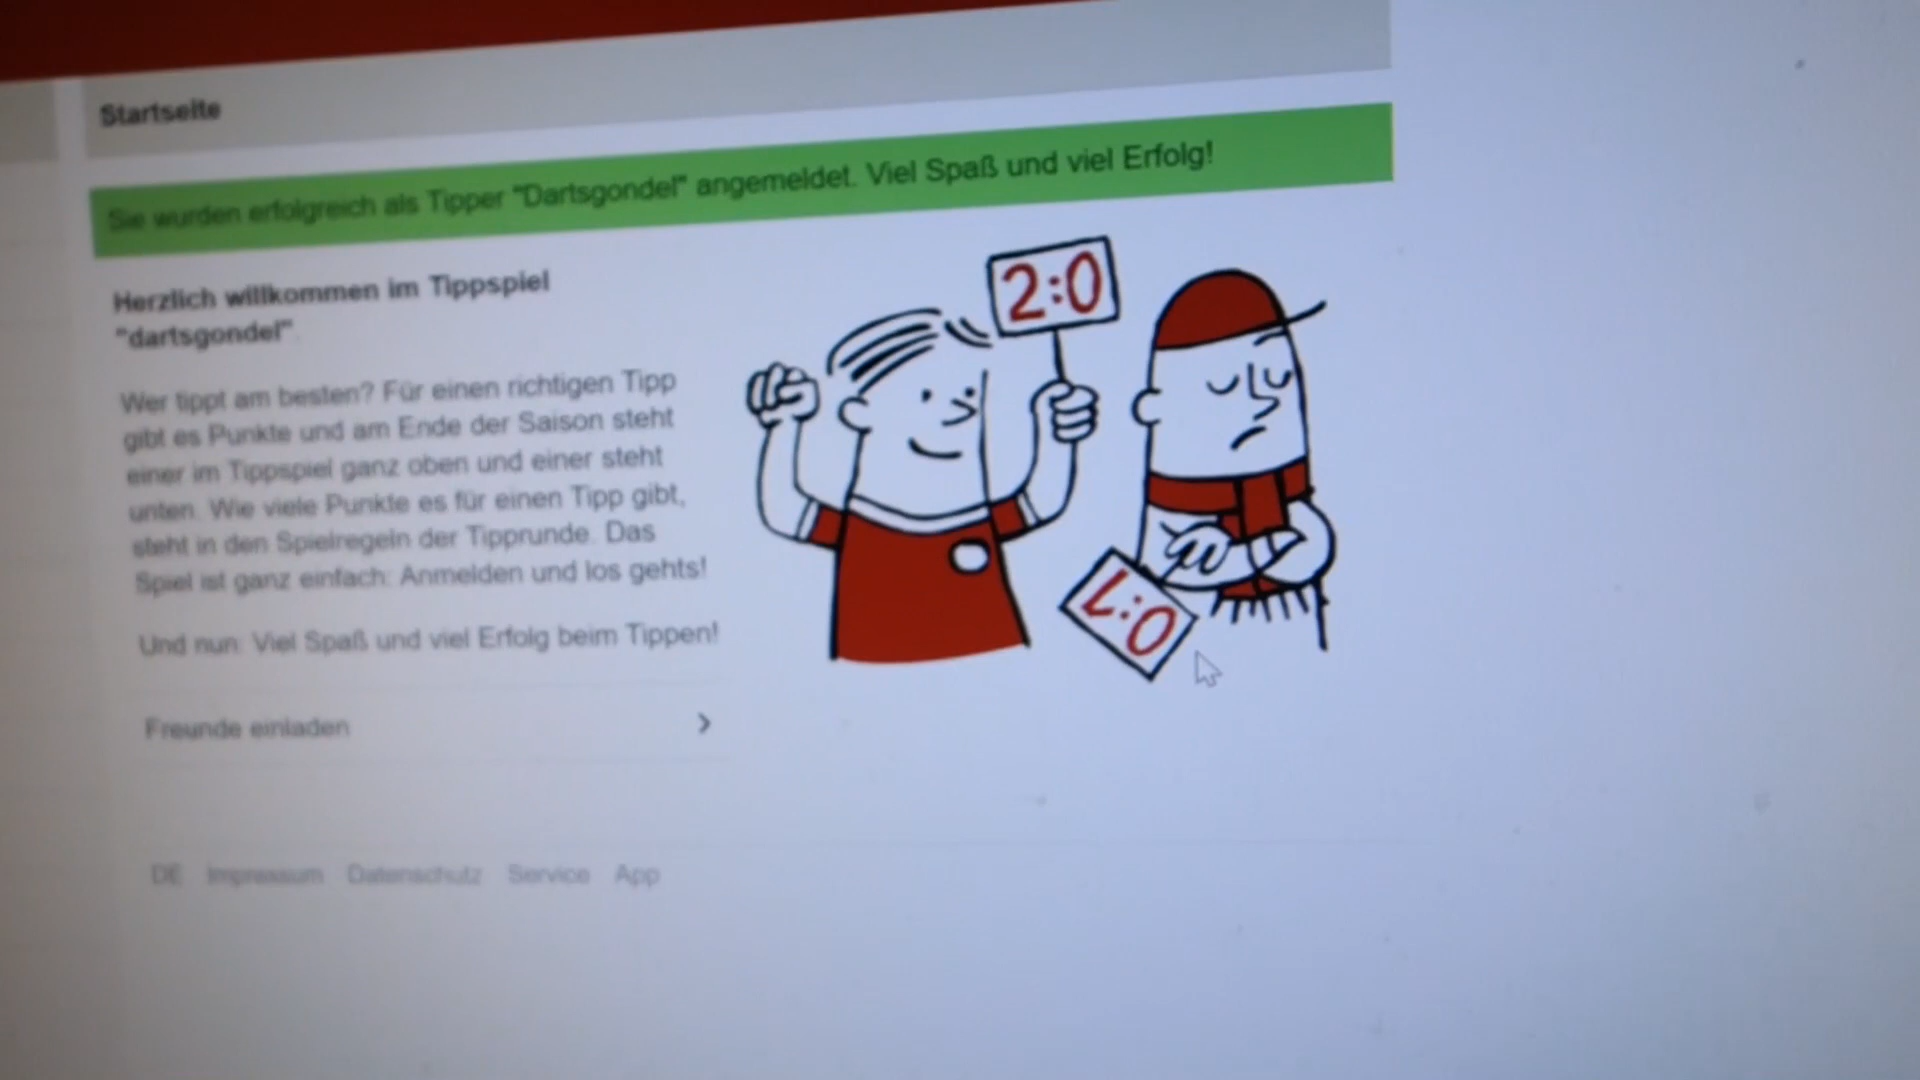 Startseite
Sie wurden erfolgreich als Tipper "Dartsgondel" angemeldet. Viel Spaß und viel Erfolg!
Herzlich willkommen im Tippspiel
"dartsgondel".
Wer tippt am besten? Für einen richtigen Tipp
gibt es Punkte und am Ende der Saison steht
einer im Tippspiel ganz oben und einer steht
unten. Wie viele Punkte es für einen Tipp gibt,
steht in den Spielregeln der Tipprunde. Das
Spiel ist ganz einfach: Anmelden und los gehts!
Und nun: Viel Spaß und viel Erfolg beim Tippen!
2:0
0:1
Freunde einladen
DE Impressum Datenschutz Service App